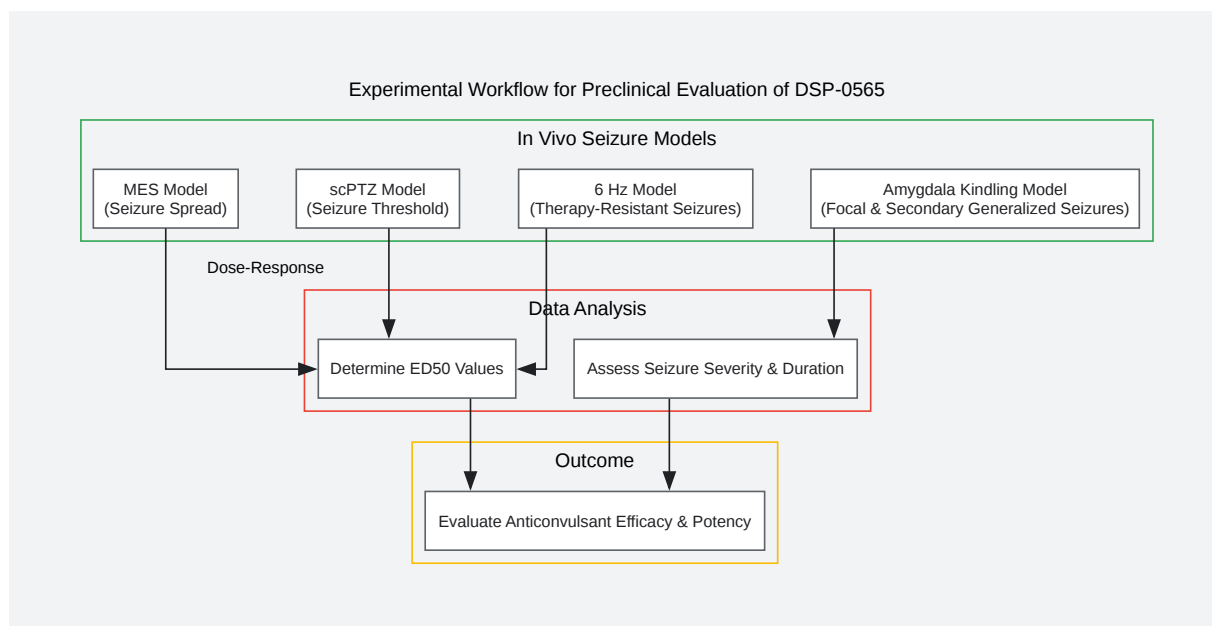 Experimental Workflow for Preclinical Evaluation of DSP-0565
In Vivo Seizure Models
MES Model
(Seizure Spread)
scPTZ Model
(Seizure Threshold)
6 Hz Model
(Therapy-Resistant Seizures)
Amygdala Kindling Model
(Focal & Secondary Generalized Seizures)
Dose-Response
Data Analysis
Determine ED50 Values
Assess Seizure Severity & Duration
Outcome
Evaluate Anticonvulsant Efficacy & Potency